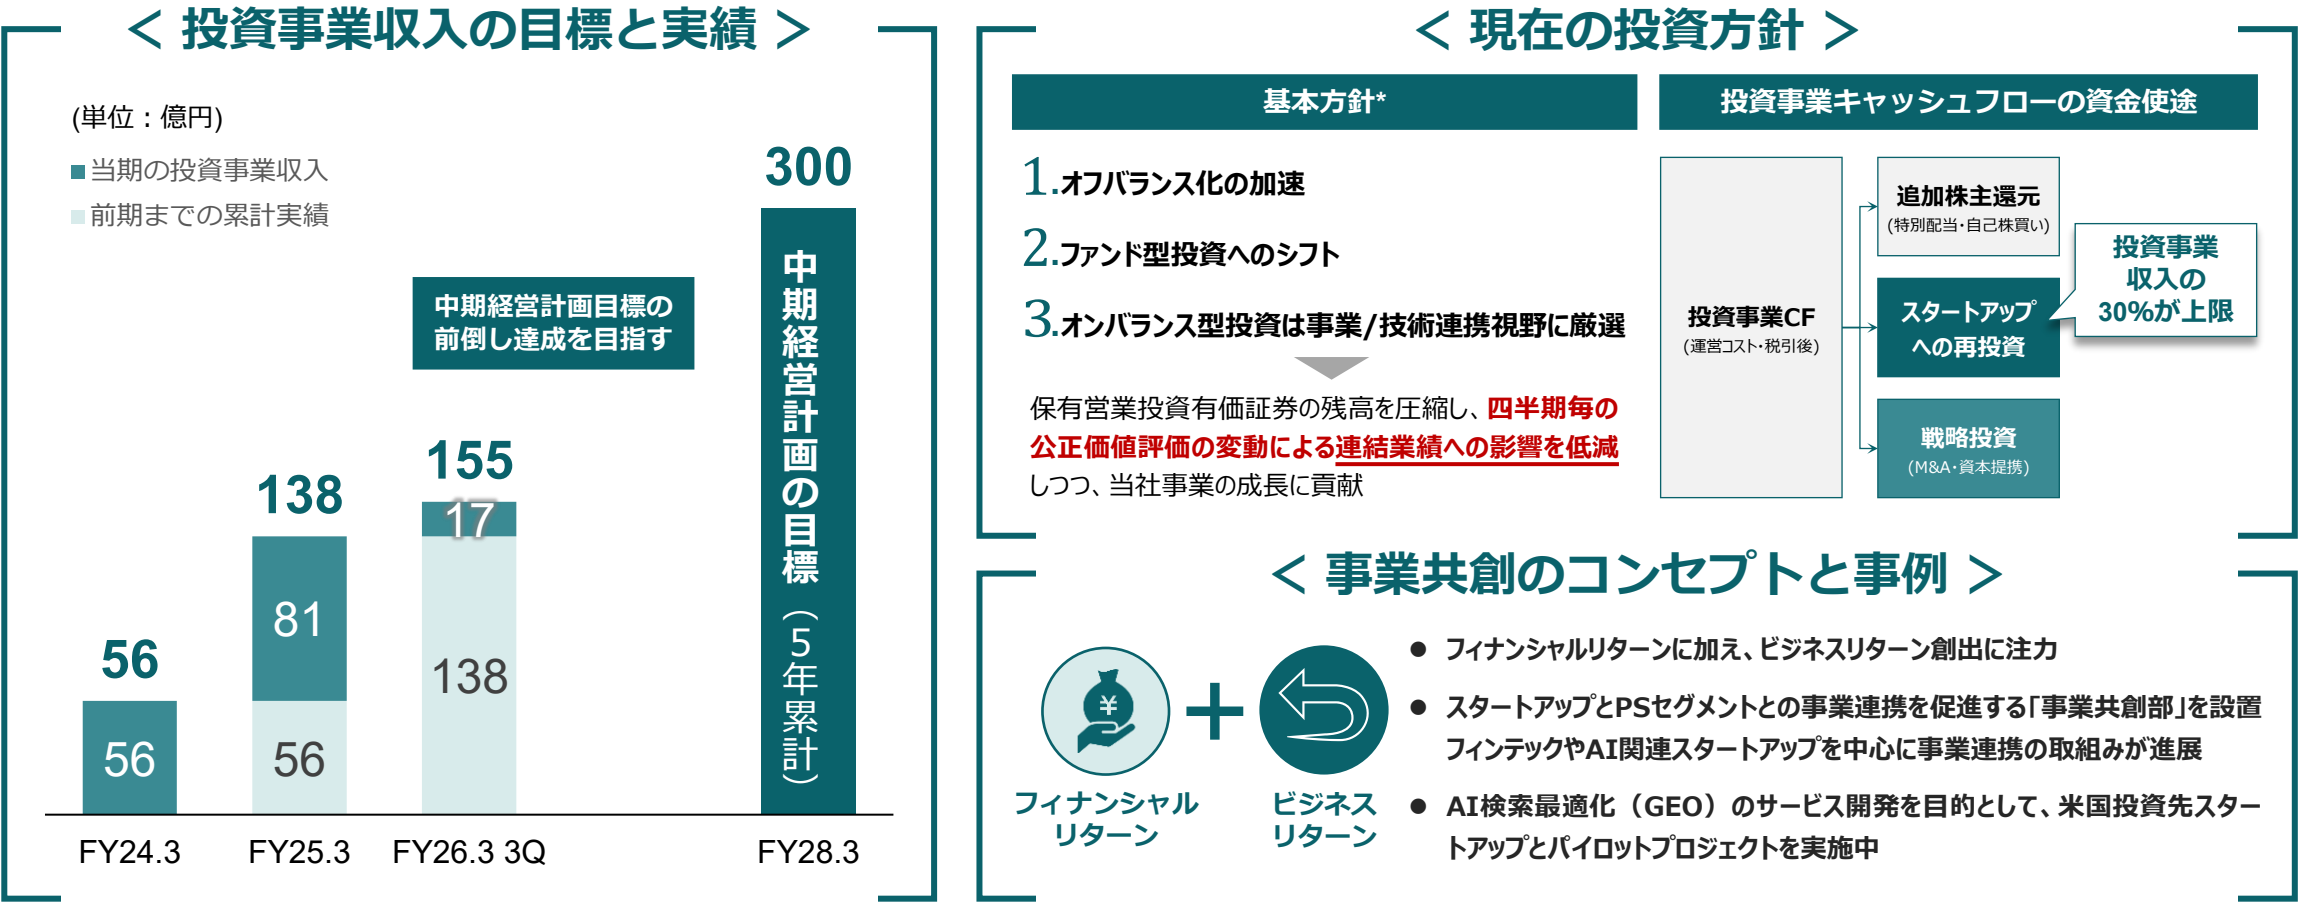 ＜ 投資事業収入の目標と実績 ＞
(単位：億円)
当期の投資事業収入
前期までの累計実績
300
中期経営計画目標の
前倒し達成を目指す
155
17
138
138
81
56
56
56
中期経営計画の目標（5年累計）
FY24.3
FY25.3
FY26.3 3Q
FY28.3
＜ 現在の投資方針 ＞
基本方針*
1.オフバランス化の加速
2.ファンド型投資へのシフト
3.オンバランス型投資は事業/技術連携視野に厳選
保有営業投資有価証券の残高を圧縮し、四半期毎の
公正価値評価の変動による連結業績への影響を低減
しつつ、当社事業の成長に貢献
投資事業キャッシュフローの資金使途
投資事業CF
(運営コスト・税引後)
追加株主還元
(特別配当・自己株買い)
スタートアップ
への再投資
投資事業
収入の
30%が上限
戦略投資
(M&A・資本提携)
＜ 事業共創のコンセプトと事例 ＞
¥
フィナンシャル
リターン
+
ビジネス
リターン
● フィナンシャルリターンに加え、ビジネスリターン創出に注力
● スタートアップとPSセグメントとの事業連携を促進する「事業共創部」を設置
フィンテックやAI関連スタートアップを中心に事業連携の取組みが進展
● AI検索最適化（GEO）のサービス開発を目的として、米国投資先スター
トアップとパイロットプロジェクトを実施中